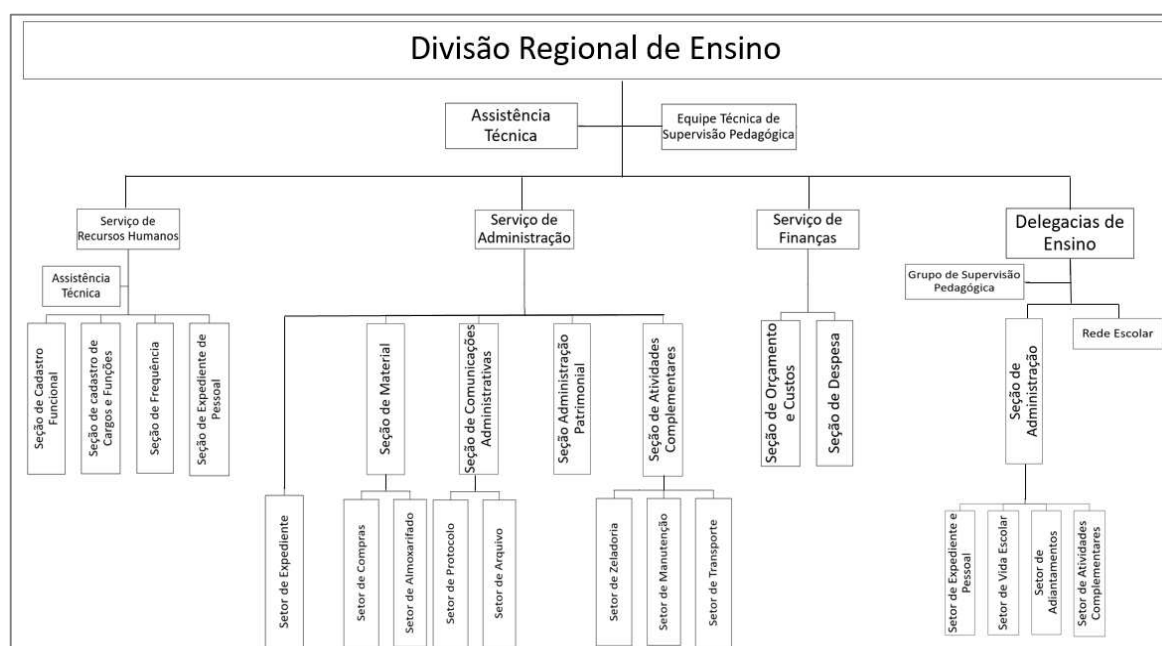 Divisão Regional de Ensino
Assistência
Técnica
Equipe Técnica de
Supervisão Pedagógica
Serviço de
Recursos Humanos
Serviço de
Administração
Serviço de
Finanças
Delegacias de
Ensino
Assistência
Técnica
Grupo de Supervisão
Pedagógica
Rede Escolar
Seção de Cadastro
Funcional
Seção de cadastro de
Cargos e Funções
Seção de Frequência
Seção de Expediente de
Pessoal
Seção de Material
Seção de Comunicações
Administrativas
Seção Administração
Patrimonial
Seção de Atividades
Complementares
Seção de Orçamento
e Custos
Seção de Despesa
Seção de
Administração
Setor de Expediente
Setor de Compras
Setor de Almoxarifado
Setor de Protocolo
Setor de Arquivo
Setor de Zeladoria
Setor de Manutenção
Setor de Transporte
Setor de Expediente e
Pessoal
Setor de Vida Escolar
Setor de
Adiantamentos
Setor de Atividades
Complementares